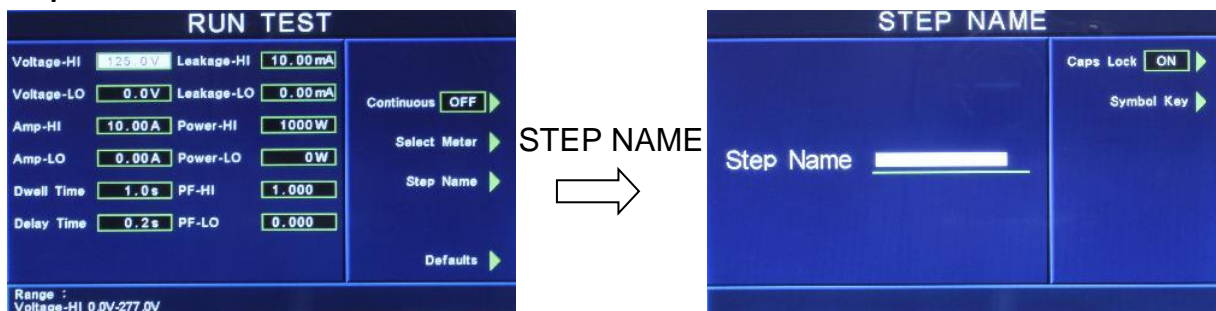 RUN TEST
Voltage-HI 125.0V Leakage-HI 10.00mA
Voltage-LO 0.0V Leakage-LO 0.00mA
Amp-HI 10.00A Power-HI 1000W
Amp-LO 0.00A Power-LO 0W
Dwell Time 1.0s PF-HI 1.000
Delay Time 0.2s PF-LO 0.000
Continuous OFF
Select Meter
Step Name
Defaults
Range :
Voltage-HI 0.0V-277.0V
STEP NAME
STEP NAME
Step Name
Caps Lock ON
Symbol Key